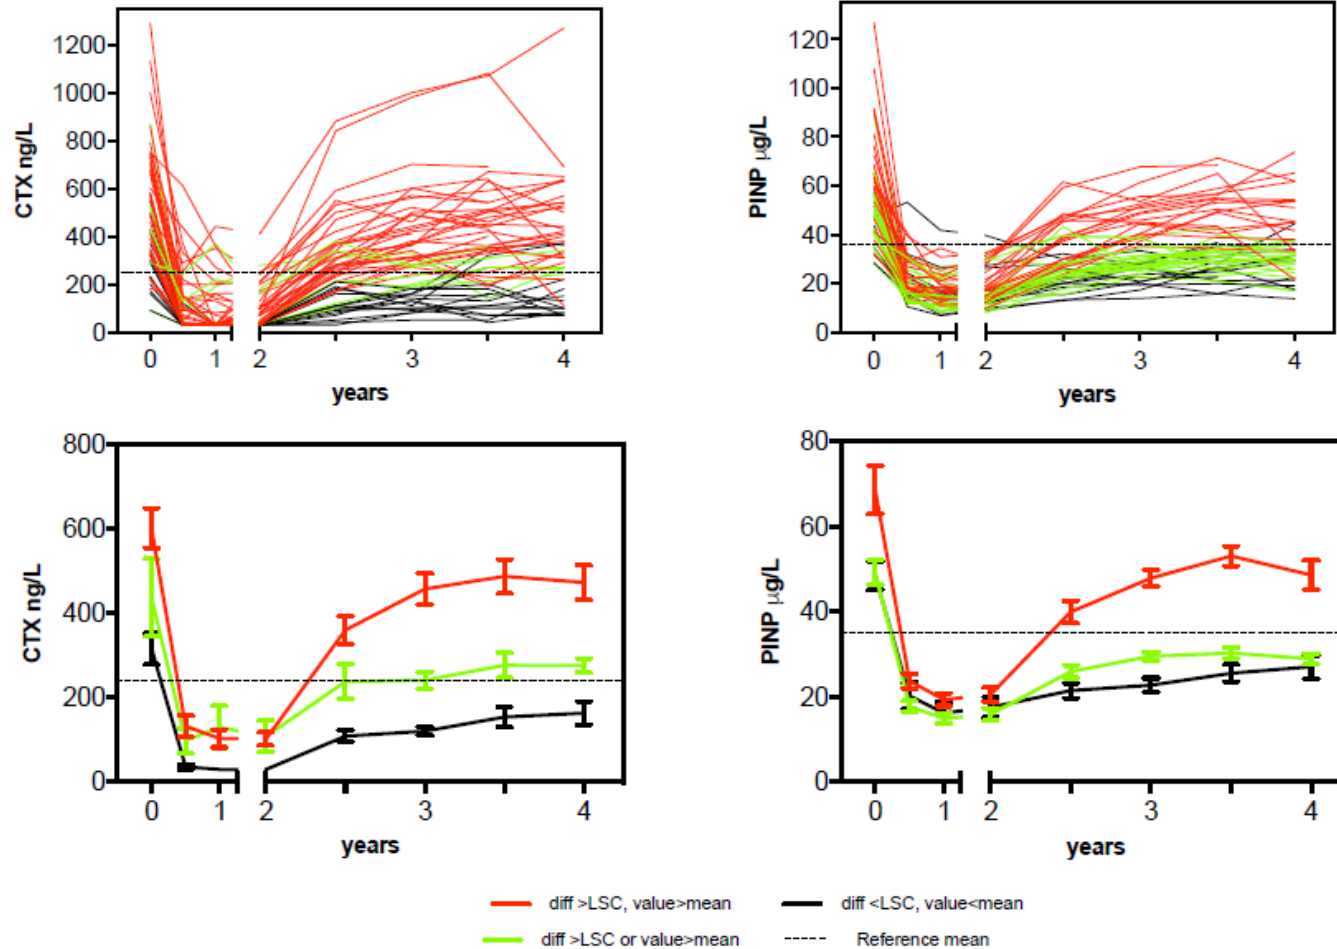 1200
1000
800
600
400
200
0
CTX ng/L
0 1 2 3 4
years
120
100
80
60
40
20
0
PINP µg/L
0 1 2 3 4
years
800
600
400
200
0
CTX ng/L
0 1 2 3 4
years
80
60
40
20
0
PINP µg/L
0 1 2 3 4
years
diff >LSC, value>mean diff <LSC, value<mean
diff >LSC or value>mean Reference mean